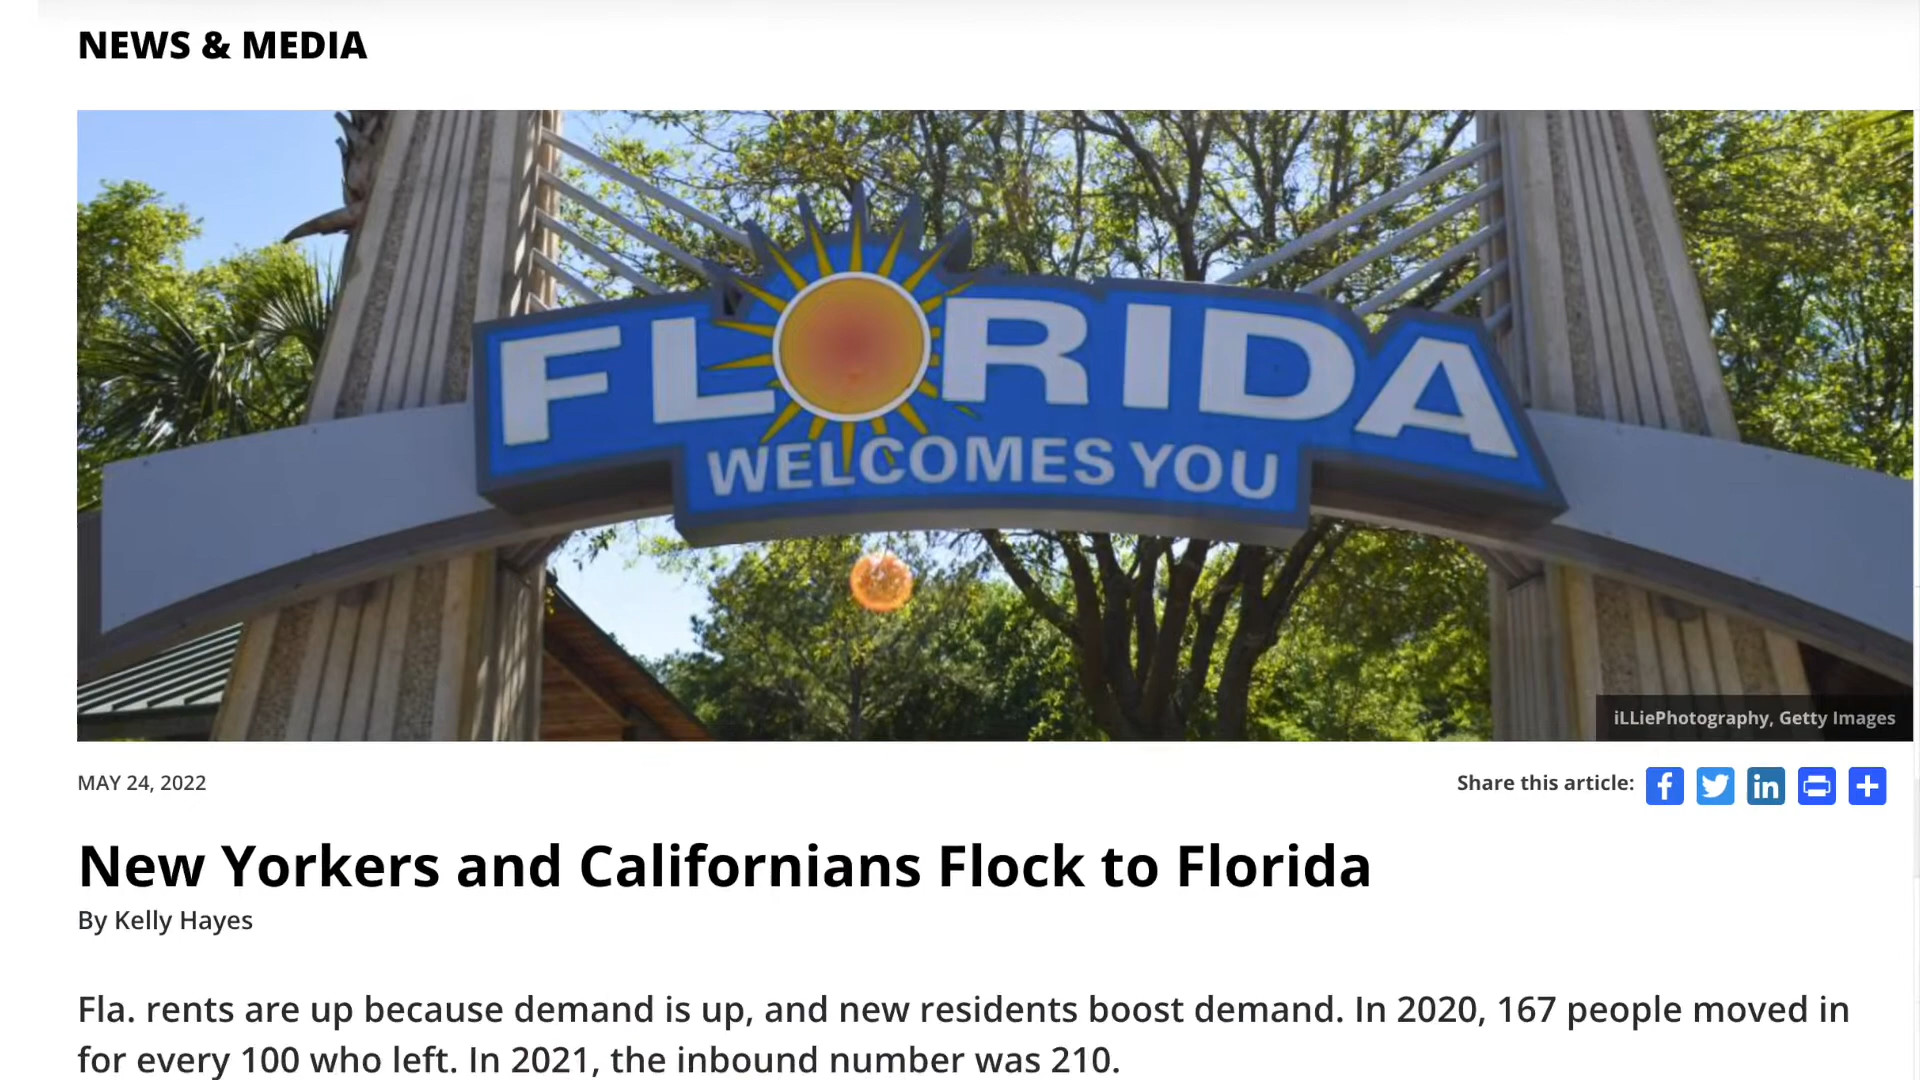 NEWS & MEDIA
FLORIDA
WELCOMES YOU
iLLiePhotography, Getty Images
MAY 24, 2022
Share this article:
New Yorkers and Californians Flock to Florida
By Kelly Hayes
Fla. rents are up because demand is up, and new residents boost demand. In 2020, 167 people moved in
for every 100 who left. In 2021, the inbound number was 210.